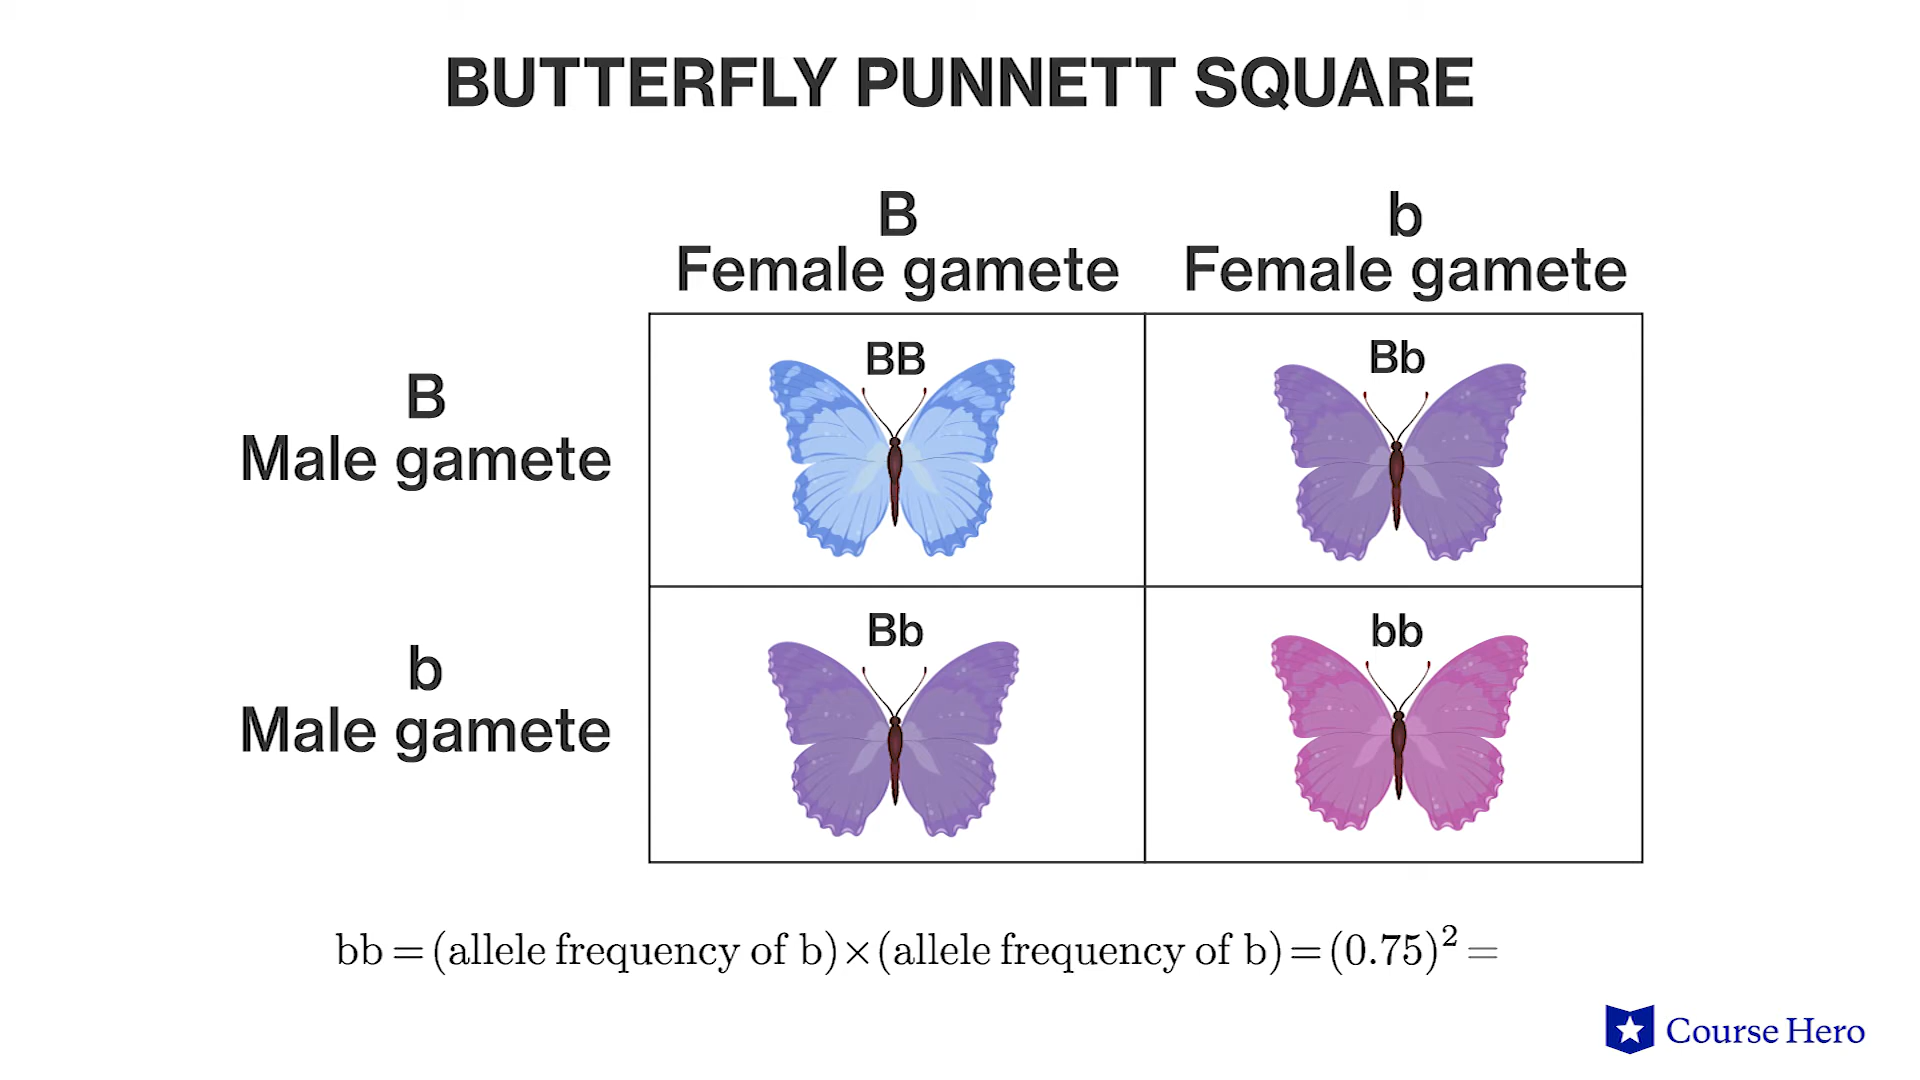 BUTTERFLY PUNNETT SQUARE
B
Female gamete
b
Female gamete
B
Male gamete
BB
Bb
b
Male gamete
Bb
bb
bb = (allele frequency of b)×(allele frequency of b) = (0.75)² =
Course Hero